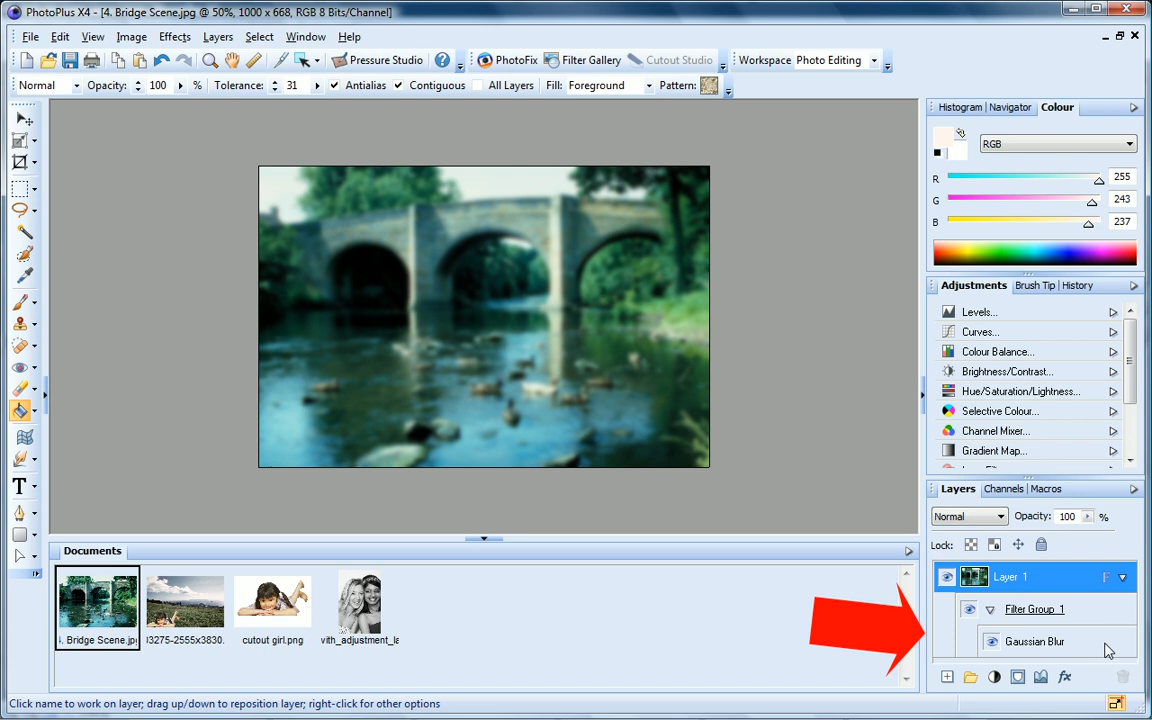 PhotoPlus X4 - [4. Bridge Scene.jpg @ 50%, 1000 x 668, RGB 8 Bits/Channel]
File Edit View Image Effects Layers Select Window Help
Pressure Studio PhotoFix Filter Gallery Cutout Studio Workspace Photo Editing
Normal Opacity: 100 % Tolerance: 31 Antialias Contiguous All Layers Fill: Foreground Pattern:
Histogram | Navigator Colour
RGB
R 255
G 243
B 237
Adjustments Brush Tip | History
Levels...
Curves...
Colour Balance...
Brightness/Contrast...
Hue/Saturation/Lightness...
Selective Colour...
Channel Mixer...
Gradient Map...
Layers Channels | Macros
Normal Opacity: 100 %
Lock:
Layer 1 F
Filter Group 1
Gaussian Blur
fx
Documents
4. Bridge Scene.jpg
I3275-2555x3830.
cutout girl.png
vith_adjustment_la
Click name to work on layer; drag up/down to reposition layer; right-click for other options